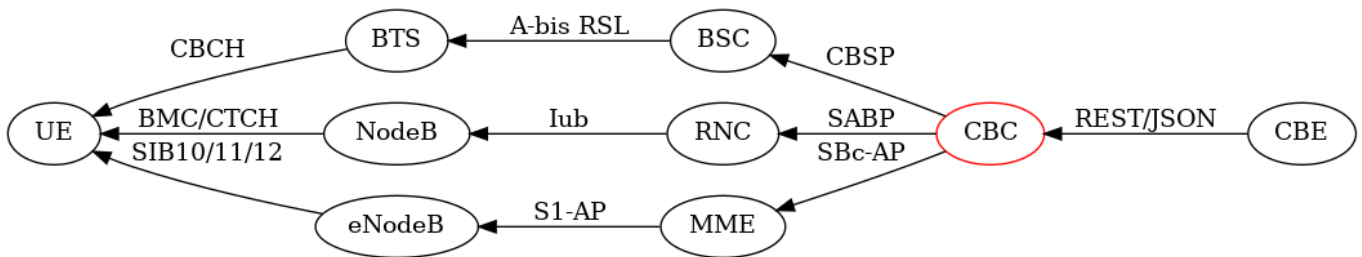 CBCH
BTS
A-bis RSL
BSC
CBSP
UE
BMC/CTCH
SIB10/11/12
NodeB
Iub
RNC
SABP
SBc-AP
CBC
REST/JSON
CBE
eNodeB
S1-AP
MME